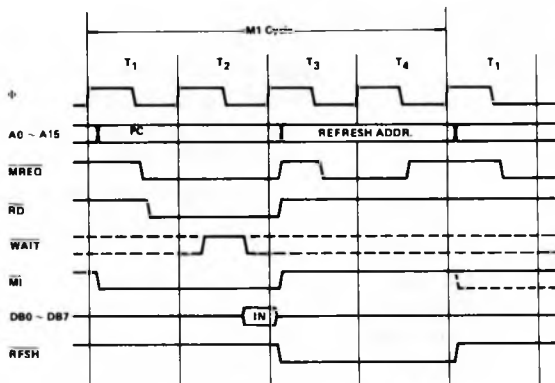 M1 Cycle
T1 T2 T3 T4 T1
Φ
A0 ~ A15 PC REFRESH ADDR.
MREQ
RD
WAIT
MI
DB0 ~ DB7 IN
RFSH